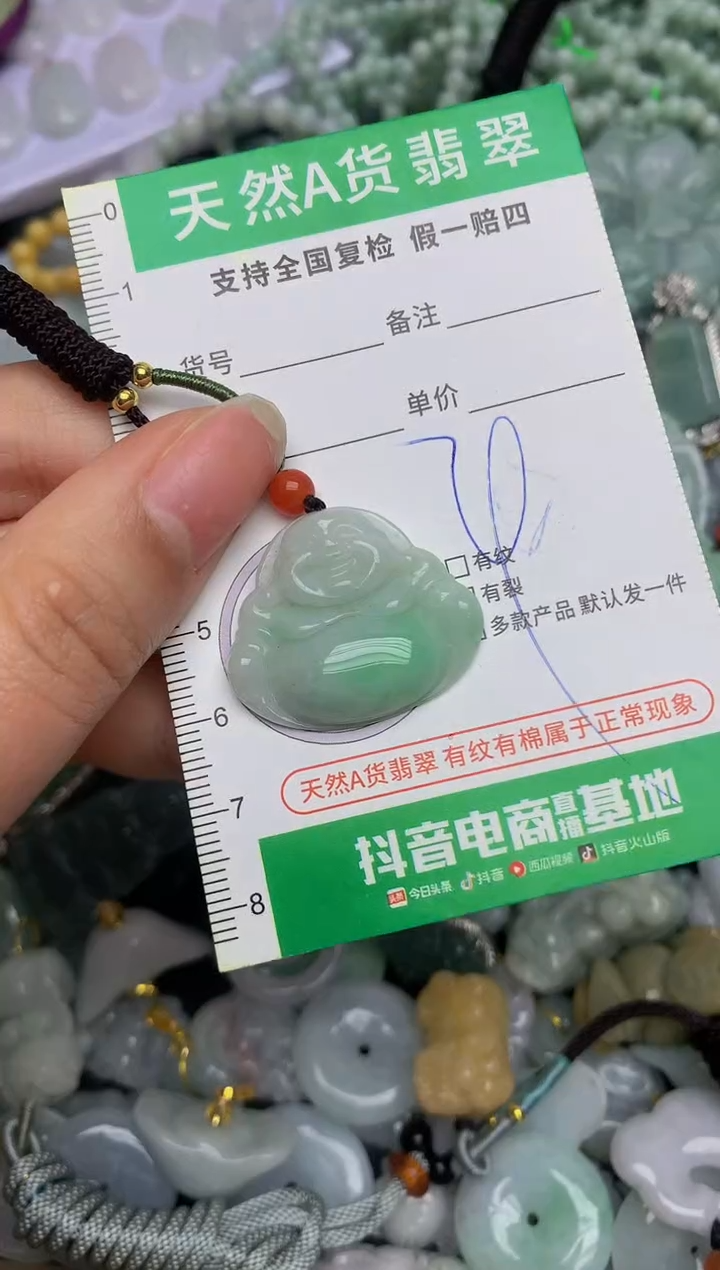 天然A货翡翠
支持全国复检 假一赔四
0
1
货号 备注
单价
有纹
有裂
多款产品 默认发一件
5
6
7
8
天然A货翡翠 有纹有棉属于正常现象
抖音电商直播基地
头条 今日头条 抖音 西瓜视频 抖音火山版